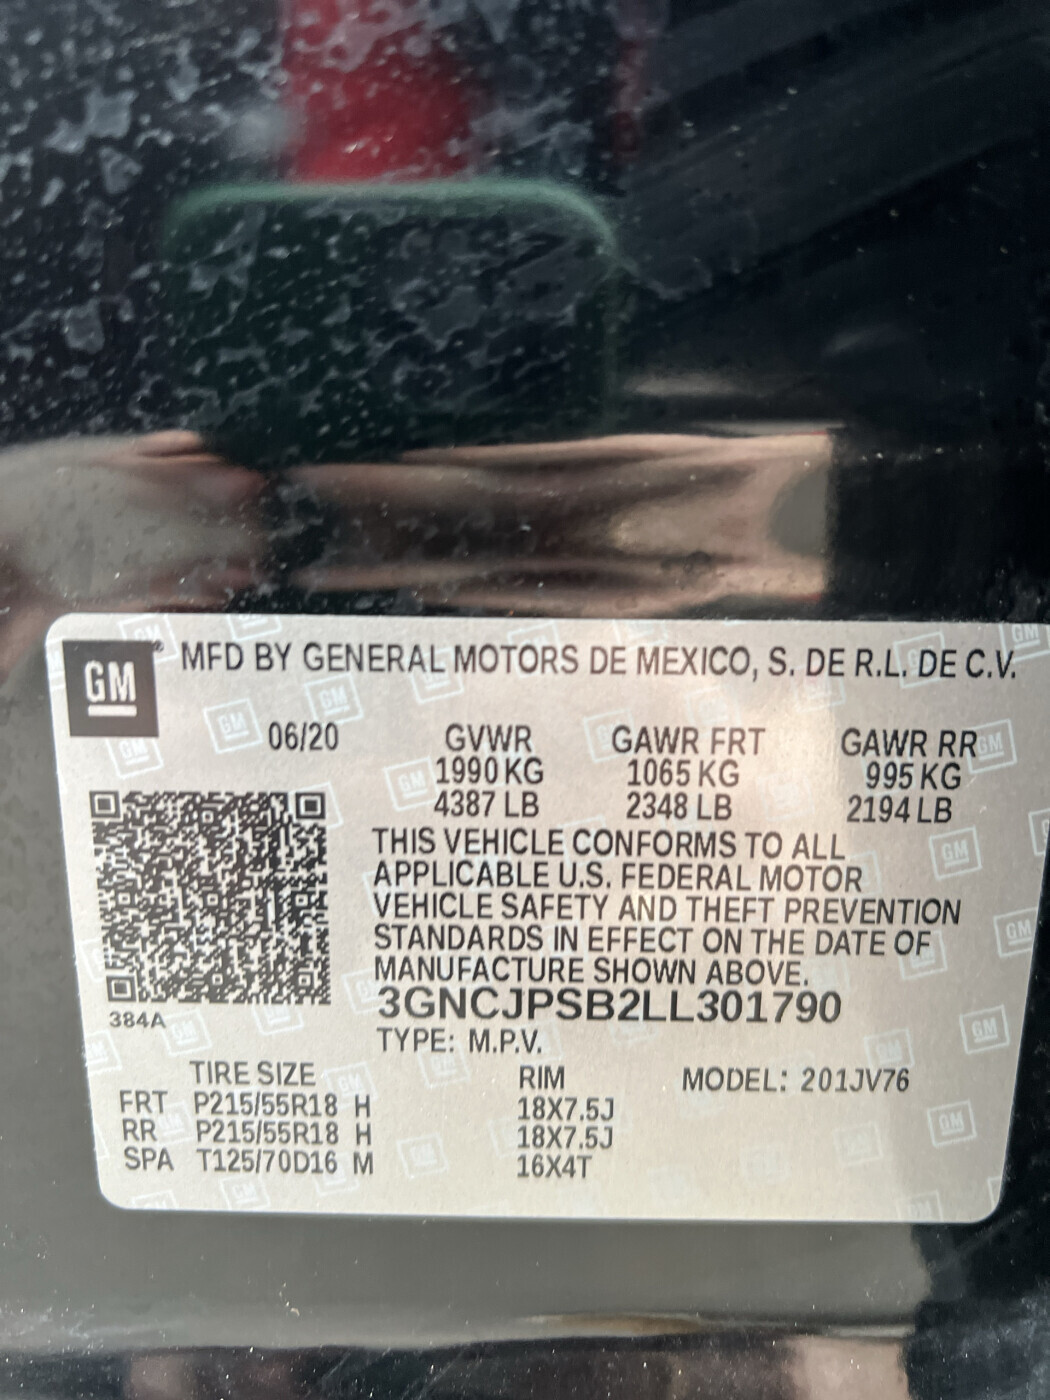 GM
MFD BY GENERAL MOTORS DE MEXICO, S. DE R.L. DE C.V.
06/20 GVWR GAWR FRT GAWR RR
1990 KG 1065 KG 995 KG
4387 LB 2348 LB 2194 LB
THIS VEHICLE CONFORMS TO ALL
APPLICABLE U.S. FEDERAL MOTOR
VEHICLE SAFETY AND THEFT PREVENTION
STANDARDS IN EFFECT ON THE DATE OF
MANUFACTURE SHOWN ABOVE.
3GNCJPSB2LL301790
384A
TYPE: M.P.V.
TIRE SIZE RIM MODEL: 201JV76
FRT P215/55R18 H 18X7.5J
RR P215/55R18 H 18X7.5J
SPA T125/70D16 M 16X4T